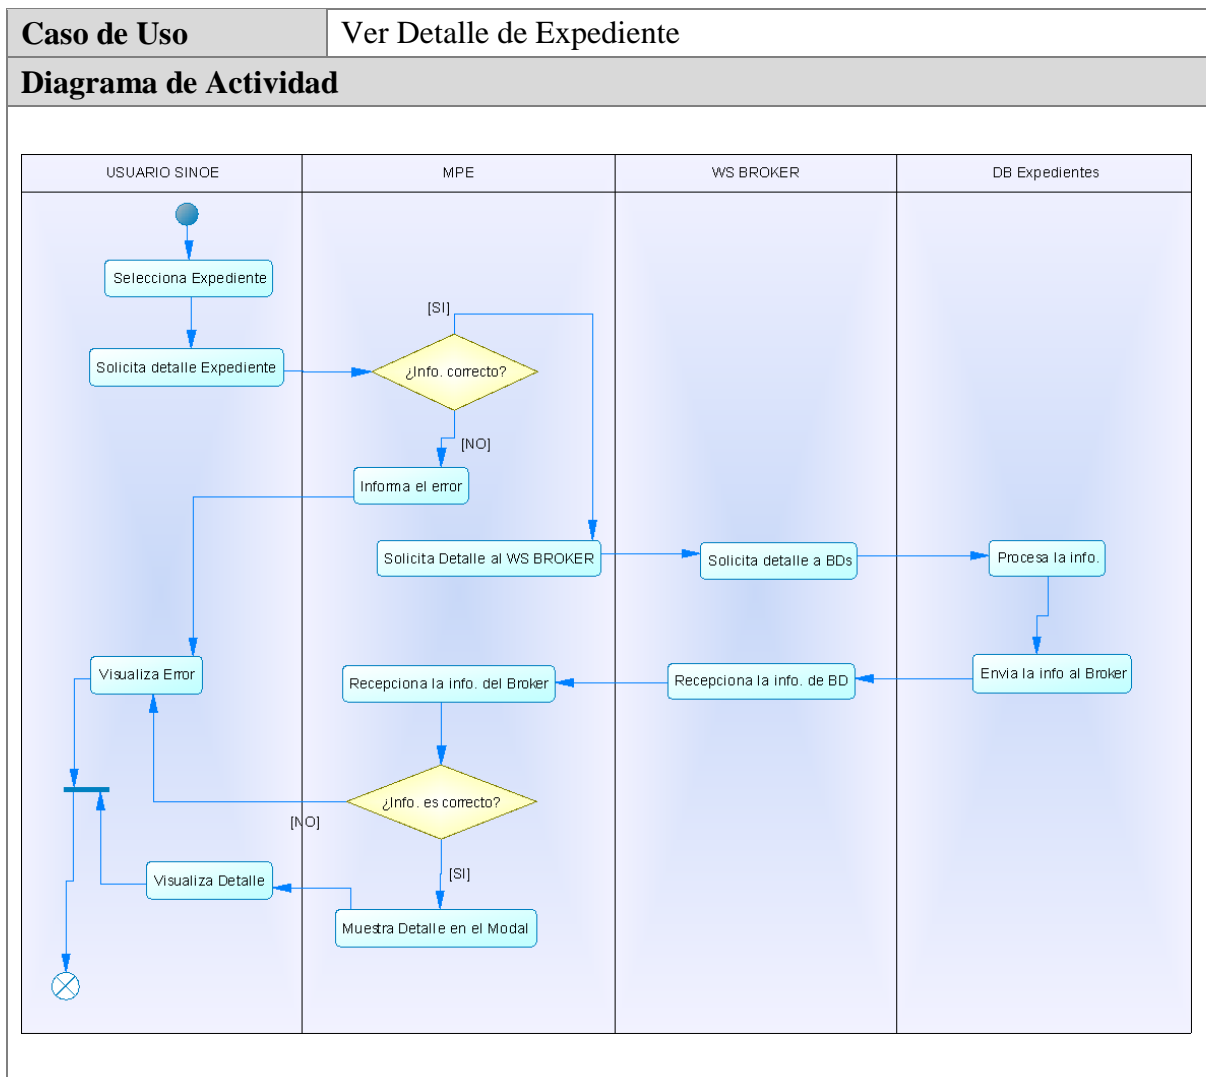 Caso de Uso
Ver Detalle de Expediente
Diagrama de Actividad
USUARIO SINOE
MPE
WS BROKER
DB Expedientes
Selecciona Expediente
[SI]
Solicita detalle Expediente
¿Info. correcto?
[NO]
Informa el error
Solicita Detalle al WS BROKER
Solicita detalle a BDs
Procesa la info.
Visualiza Error
Recepciona la info. del Broker
Recepciona la info. de BD
Envia la info al Broker
¿Info. es correcto?
[NO]
[SI]
Visualiza Detalle
Muestra Detalle en el Modal